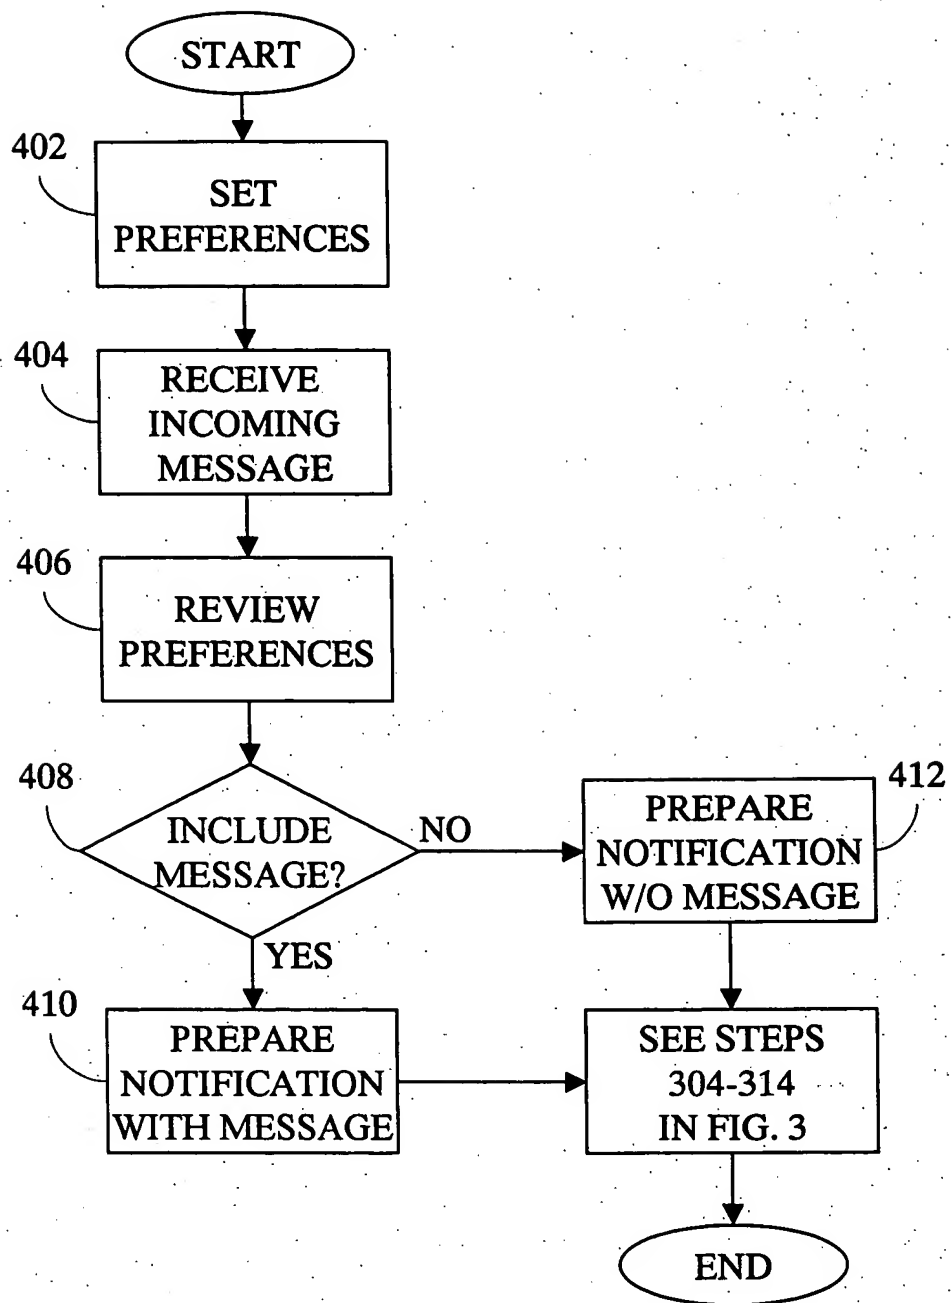 START
402
SET
PREFERENCES
404
RECEIVE
INCOMING
MESSAGE
406
REVIEW
PREFERENCES
408
INCLUDE
MESSAGE?
NO
YES
412
PREPARE
NOTIFICATION
W/O MESSAGE
410
PREPARE
NOTIFICATION
WITH MESSAGE
SEE STEPS
304-314
IN FIG. 3
END